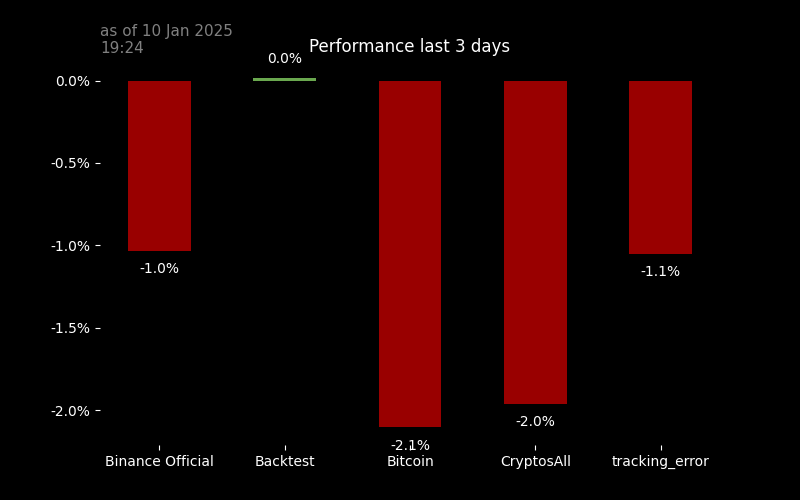 as of 10 Jan 2025
19:24
Performance last 3 days
0.0%
0.0%
-0.5%
-1.0%
-1.5%
-2.0%
-1.0%
-2.1%
-2.0%
-1.1%
Binance Official
Backtest
Bitcoin
CryptosAll
tracking_error